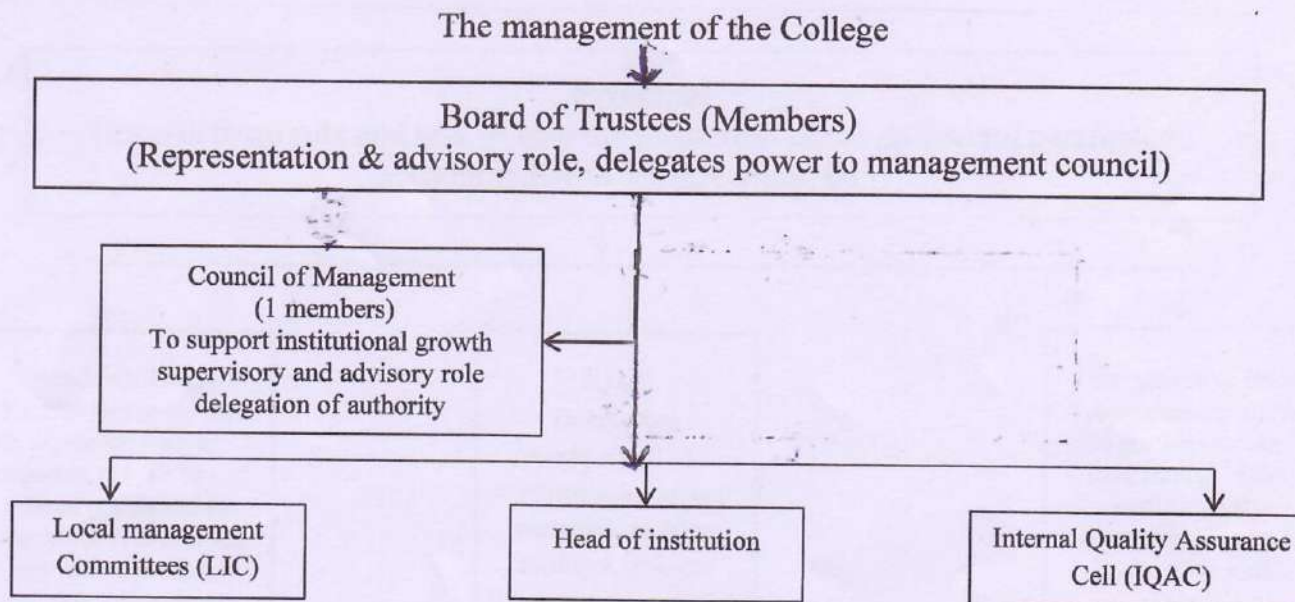 The management of the College
Board of Trustees (Members)
(Representation & advisory role, delegates power to management council)
Council of Management
(1 members)
To support institutional growth
supervisory and advisory role
delegation of authority
Local management
Committees (LIC)
Head of institution
Internal Quality Assurance
Cell (IQAC)